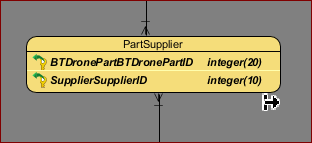 PartSupplier
BTDronePartBTDronePartID integer(20)
SupplierSupplierID integer(10)